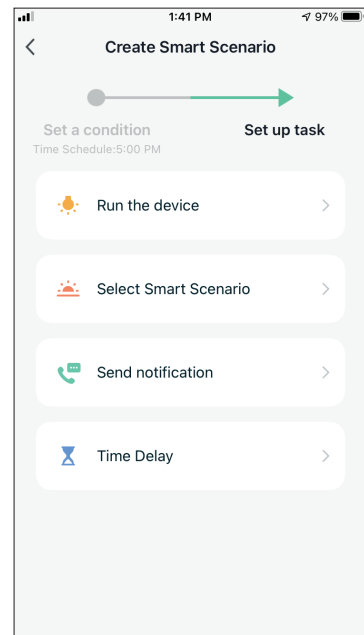 1:41 PM
97%
Create Smart Scenario
Set a condition
Set up task
Time Schedule:5:00 PM
Run the device
Select Smart Scenario
Send notification
Time Delay